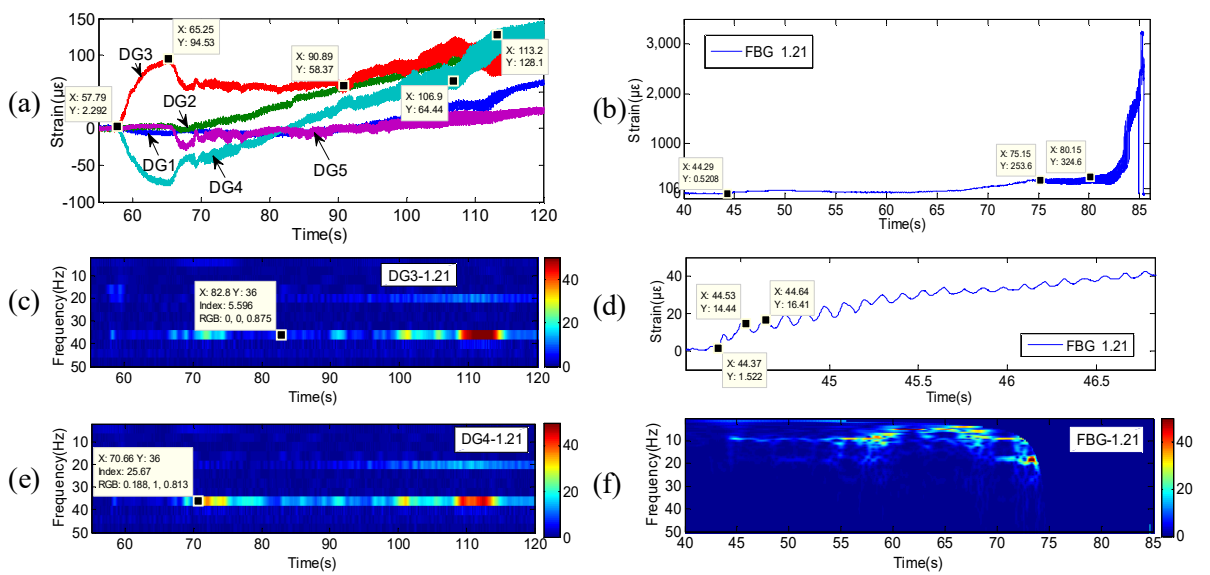 (a)
Strain(με)
150
100
50
0
-50
-100
60
70
80
90
100
110
120
Time(s)
DG3
DG2
DG1
DG4
DG5
X: 57.79
Y: 2.292
X: 65.25
Y: 94.53
X: 90.89
Y: 58.37
X: 106.9
Y: 64.44
X: 113.2
Y: 128.1
(b)
Strain(με)
3,000
2,000
1000
100
0
40
45
50
55
60
65
70
75
80
85
Time(s)
FBG 1.21
X: 44.29
Y: 0.5208
X: 75.15
Y: 253.6
X: 80.15
Y: 324.6
(c)
Frequency(Hz)
10
20
30
40
50
60
70
80
90
100
110
120
Time(s)
DG3-1.21
X: 82.8 Y: 36
Index: 5.596
RGB: 0, 0, 0.875
40
20
0
(d)
Strain(με)
40
20
0
45
45.5
46
46.5
Time(s)
FBG 1.21
X: 44.53
Y: 14.44
X: 44.64
Y: 16.41
X: 44.37
Y: 1.522
(e)
Frequency(Hz)
10
20
30
40
50
60
70
80
90
100
110
120
Time(s)
DG4-1.21
X: 70.66 Y: 36
Index: 25.67
RGB: 0.188, 1, 0.813
40
20
0
(f)
Frequency(Hz)
10
20
30
40
50
40
45
50
55
60
65
70
75
80
85
Time(s)
FBG-1.21
40
20
0